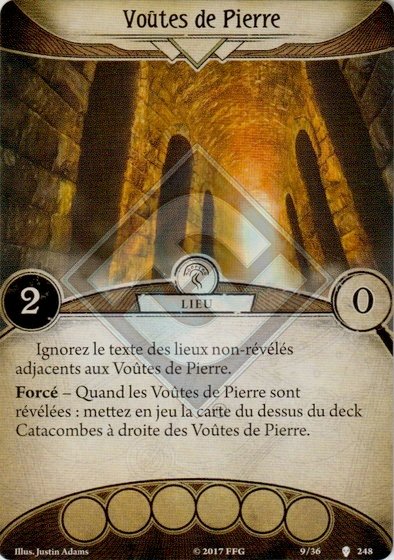 Voûtes de Pierre
2
LIEU
0
Ignorez le texte des lieux non-révélés
adjacents aux Voûtes de Pierre.
Forcé – Quand les Voûtes de Pierre sont
révélées : mettez en jeu la carte du dessus du deck
Catacombes à droite des Voûtes de Pierre.
Illus. Justin Adams
© 2017 FFG
9/36
248